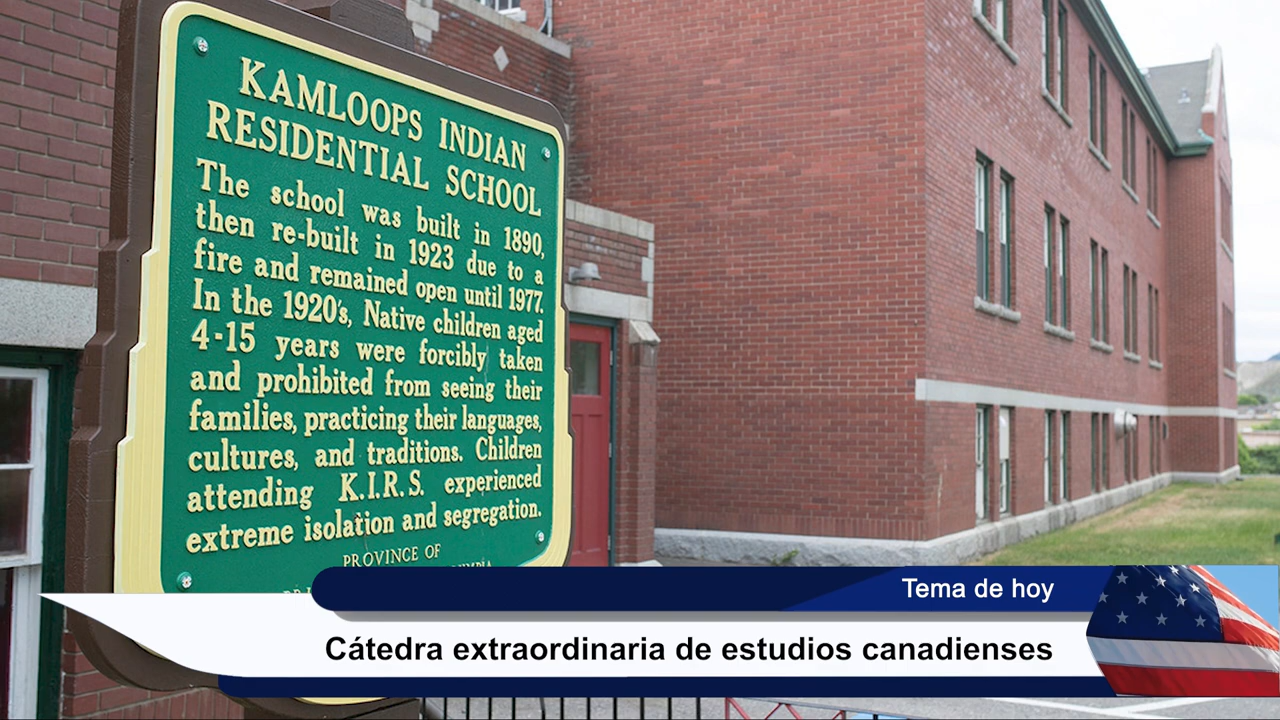 KAMLOOPS INDIAN
RESIDENTIAL SCHOOL
The school was built in 1890,
then re-built in 1923 due to a
fire and remained open until 1977.
In the 1920's, Native children aged
4-15 years were forcibly taken
and prohibited from seeing their
families, practicing their languages,
cultures, and traditions. Children
attending K.I.R.S. experienced
extreme isolation and segregation.
PROVINCE OF
Tema de hoy
Cátedra extraordinaria de estudios canadienses